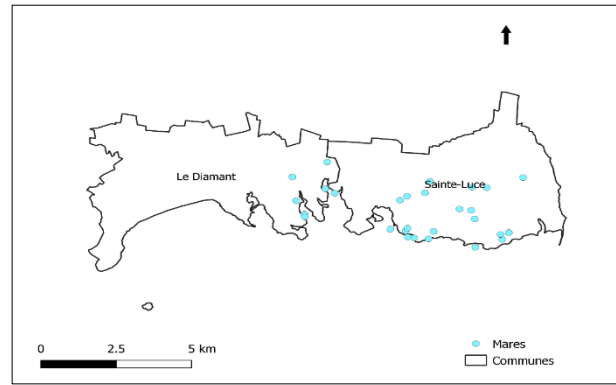 Le Diamant
Sainte-Luce
0 2.5 5 km
Mares
Communes